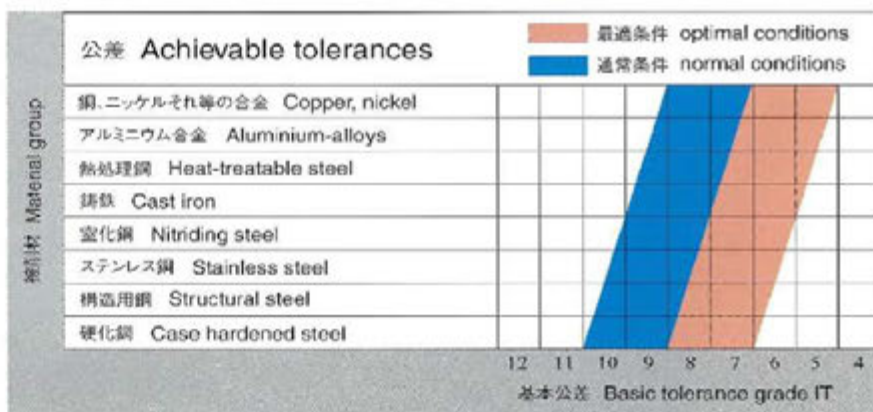 公差 Achievable tolerances
最適条件 optimal conditions
通常条件 normal conditions
被削材 Material group
銅、ニッケルそれ等の合金 Copper, nickel
アルミニウム合金 Aluminium-alloys
熱処理鋼 Heat-treatable steel
鋳鉄 Cast iron
窒化鋼 Nitriding steel
ステンレス鋼 Stainless steel
構造用鋼 Structural steel
硬化鋼 Case hardened steel
12 11 10 9 8 7 6 5 4
基本公差 Basic tolerance grade IT